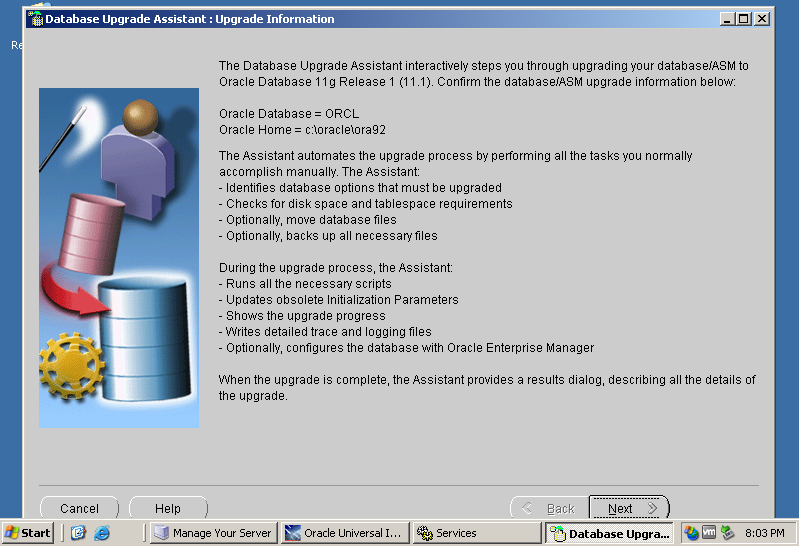 Database Upgrade Assistant : Upgrade Information
Re
The Database Upgrade Assistant interactively steps you through upgrading your database/ASM to
Oracle Database 11g Release 1 (11.1). Confirm the database/ASM upgrade information below:
Oracle Database = ORCL
Oracle Home = c:\oracle\ora92
The Assistant automates the upgrade process by performing all the tasks you normally
accomplish manually. The Assistant:
- Identifies database options that must be upgraded
- Checks for disk space and tablespace requirements
- Optionally, move database files
- Optionally, backs up all necessary files
During the upgrade process, the Assistant:
- Runs all the necessary scripts
- Updates obsolete Initialization Parameters
- Shows the upgrade progress
- Writes detailed trace and logging files
- Optionally, configures the database with Oracle Enterprise Manager
When the upgrade is complete, the Assistant provides a results dialog, describing all the details of
the upgrade.
Cancel Help Back Next
Start Manage Your Server Oracle Universal I... Services Database Upgra... vm 8:03 PM